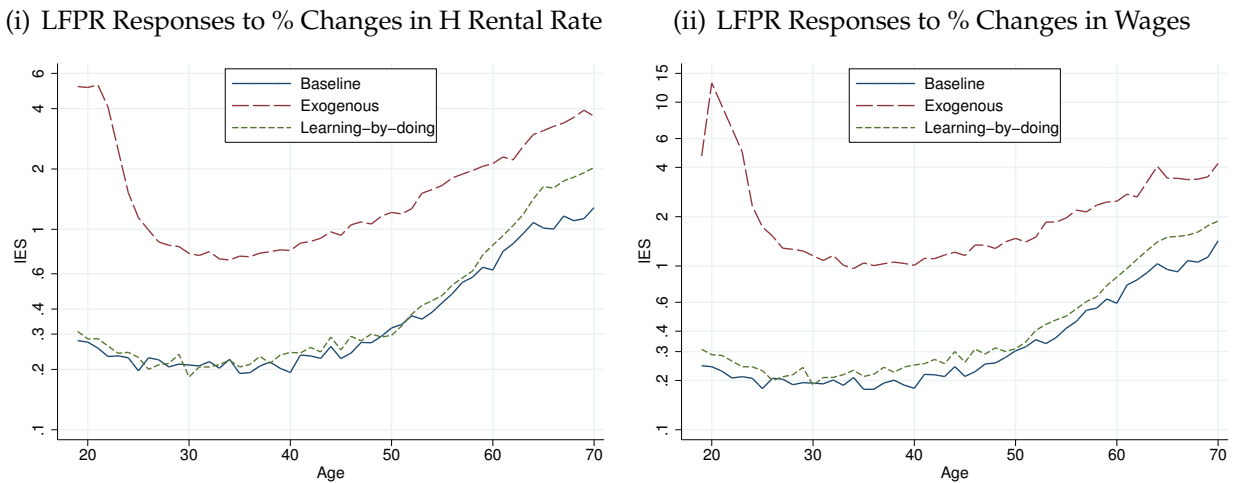 (i) LFPR Responses to % Changes in H Rental Rate
6
4
2
1
.6
.4
.3
.2
.1
IES
Baseline
Exogenous
Learning−by−doing
20 30 40 50 60 70
Age
(ii) LFPR Responses to % Changes in Wages
15
10
6
4
2
1
.6
.4
.3
.2
.1
IES
Baseline
Exogenous
Learning−by−doing
20 30 40 50 60 70
Age